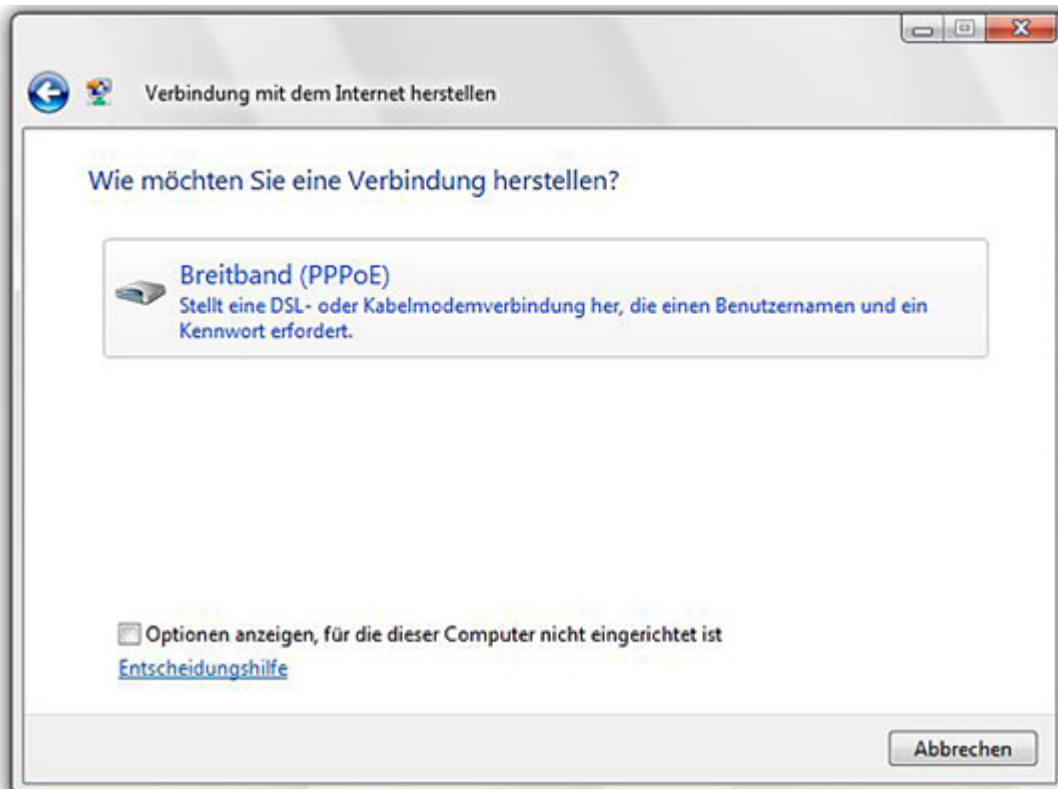 Verbindung mit dem Internet herstellen
Wie möchten Sie eine Verbindung herstellen?
Breitband (PPPoE)
Stellt eine DSL- oder Kabelmodemverbindung her, die einen Benutzernamen und ein
Kennwort erfordert.
Optionen anzeigen, für die dieser Computer nicht eingerichtet ist
Entscheidungshilfe
Abbrechen